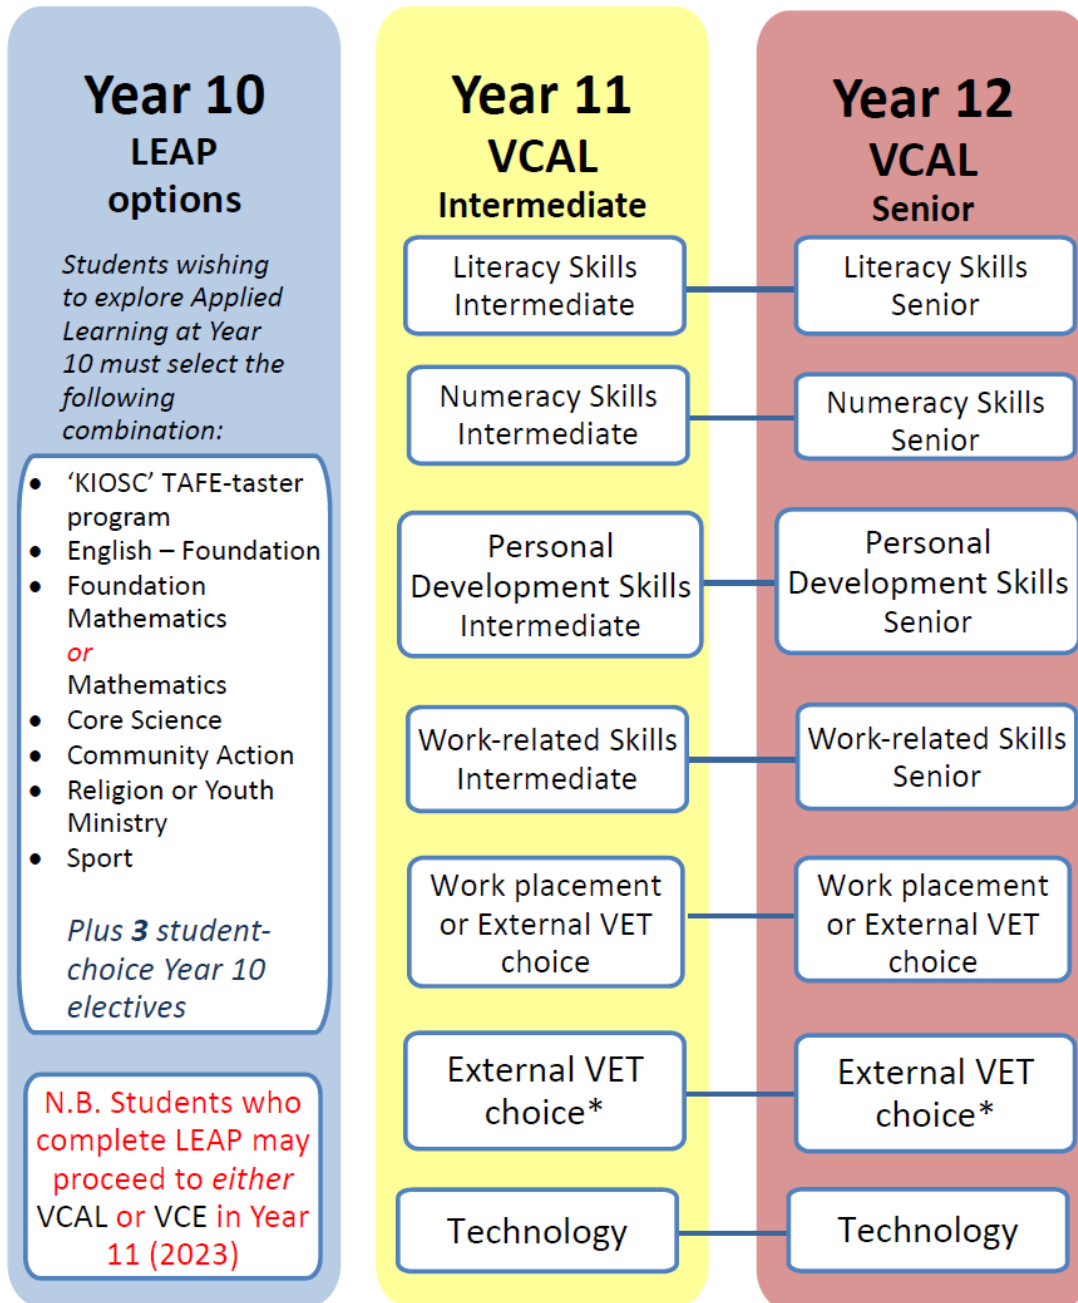 Year 10
LEAP
options
Students wishing
to explore Applied
Learning at Year
10 must select the
following
combination:
• ‘KIOSC’ TAFE-taster
program
• English – Foundation
• Foundation
Mathematics
or
Mathematics
• Core Science
• Community Action
• Religion or Youth
Ministry
• Sport
Plus 3 student-
choice Year 10
electives
N.B. Students who
complete LEAP may
proceed to either
VCAL or VCE in Year
11 (2023)
Year 11
VCAL
Intermediate
Literacy Skills
Intermediate
Numeracy Skills
Intermediate
Personal
Development Skills
Intermediate
Work-related Skills
Intermediate
Work placement
or External VET
choice
External VET
choice*
Technology
Year 12
VCAL
Senior
Literacy Skills
Senior
Numeracy Skills
Senior
Personal
Development Skills
Senior
Work-related Skills
Senior
Work placement
or External VET
choice
External VET
choice*
Technology